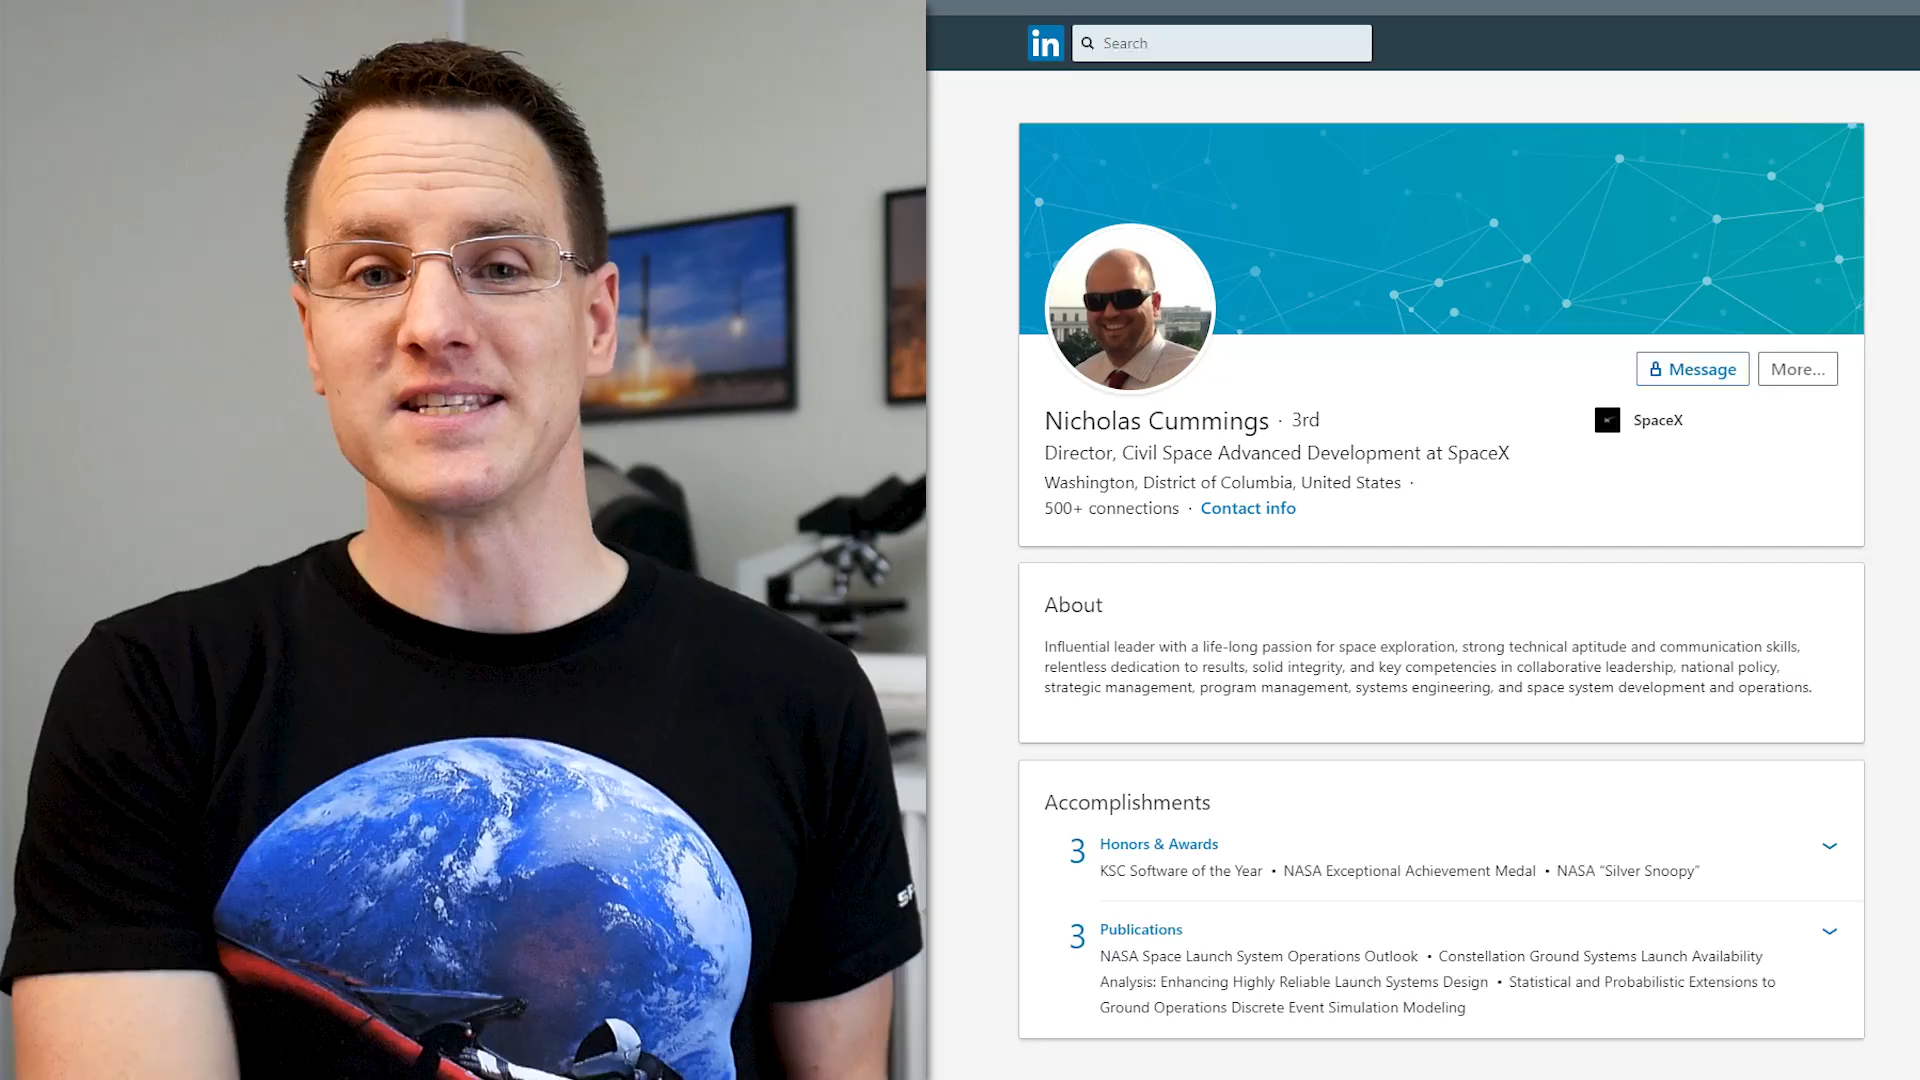 in
Search
Message
More...
Nicholas Cummings · 3rd
SpaceX
Director, Civil Space Advanced Development at SpaceX
Washington, District of Columbia, United States ·
500+ connections · Contact info
About
Influential leader with a life-long passion for space exploration, strong technical aptitude and communication skills,
relentless dedication to results, solid integrity, and key competencies in collaborative leadership, national policy,
strategic management, program management, systems engineering, and space system development and operations.
Accomplishments
3 Honors & Awards
KSC Software of the Year • NASA Exceptional Achievement Medal • NASA “Silver Snoopy”
3 Publications
NASA Space Launch System Operations Outlook • Constellation Ground Systems Launch Availability
Analysis: Enhancing Highly Reliable Launch Systems Design • Statistical and Probabilistic Extensions to
Ground Operations Discrete Event Simulation Modeling